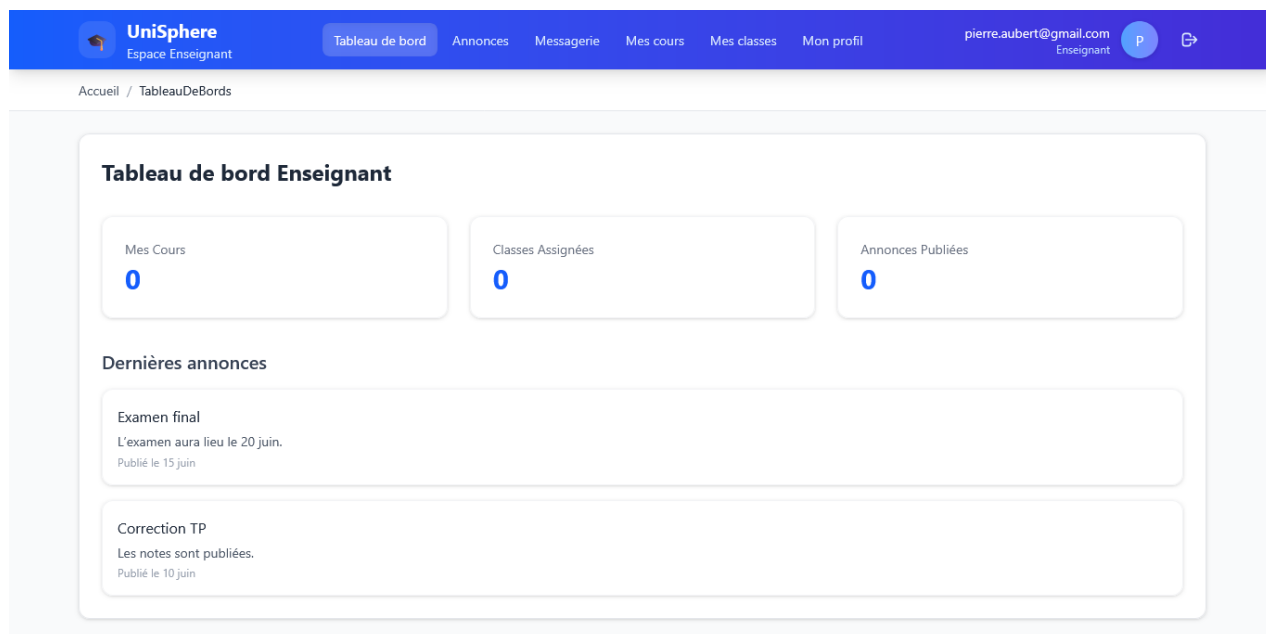 UniSphere
Espace Enseignant
Tableau de bord
Annonces
Messagerie
Mes cours
Mes classes
Mon profil
pierre.aubert@gmail.com
Enseignant
P
Accueil / TableauDeBords
Tableau de bord Enseignant
Mes Cours
0
Classes Assignées
0
Annonces Publiées
0
Dernières annonces
Examen final
L'examen aura lieu le 20 juin.
Publié le 15 juin
Correction TP
Les notes sont publiées.
Publié le 10 juin